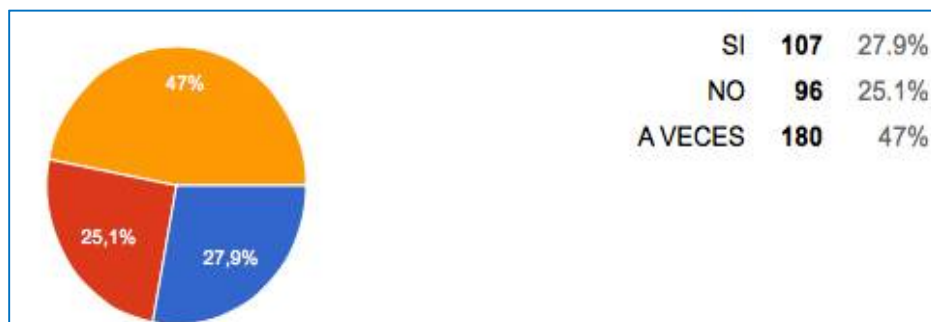 47%
25,1%
27,9%
SI 107 27.9%
NO 96 25.1%
A VECES 180 47%